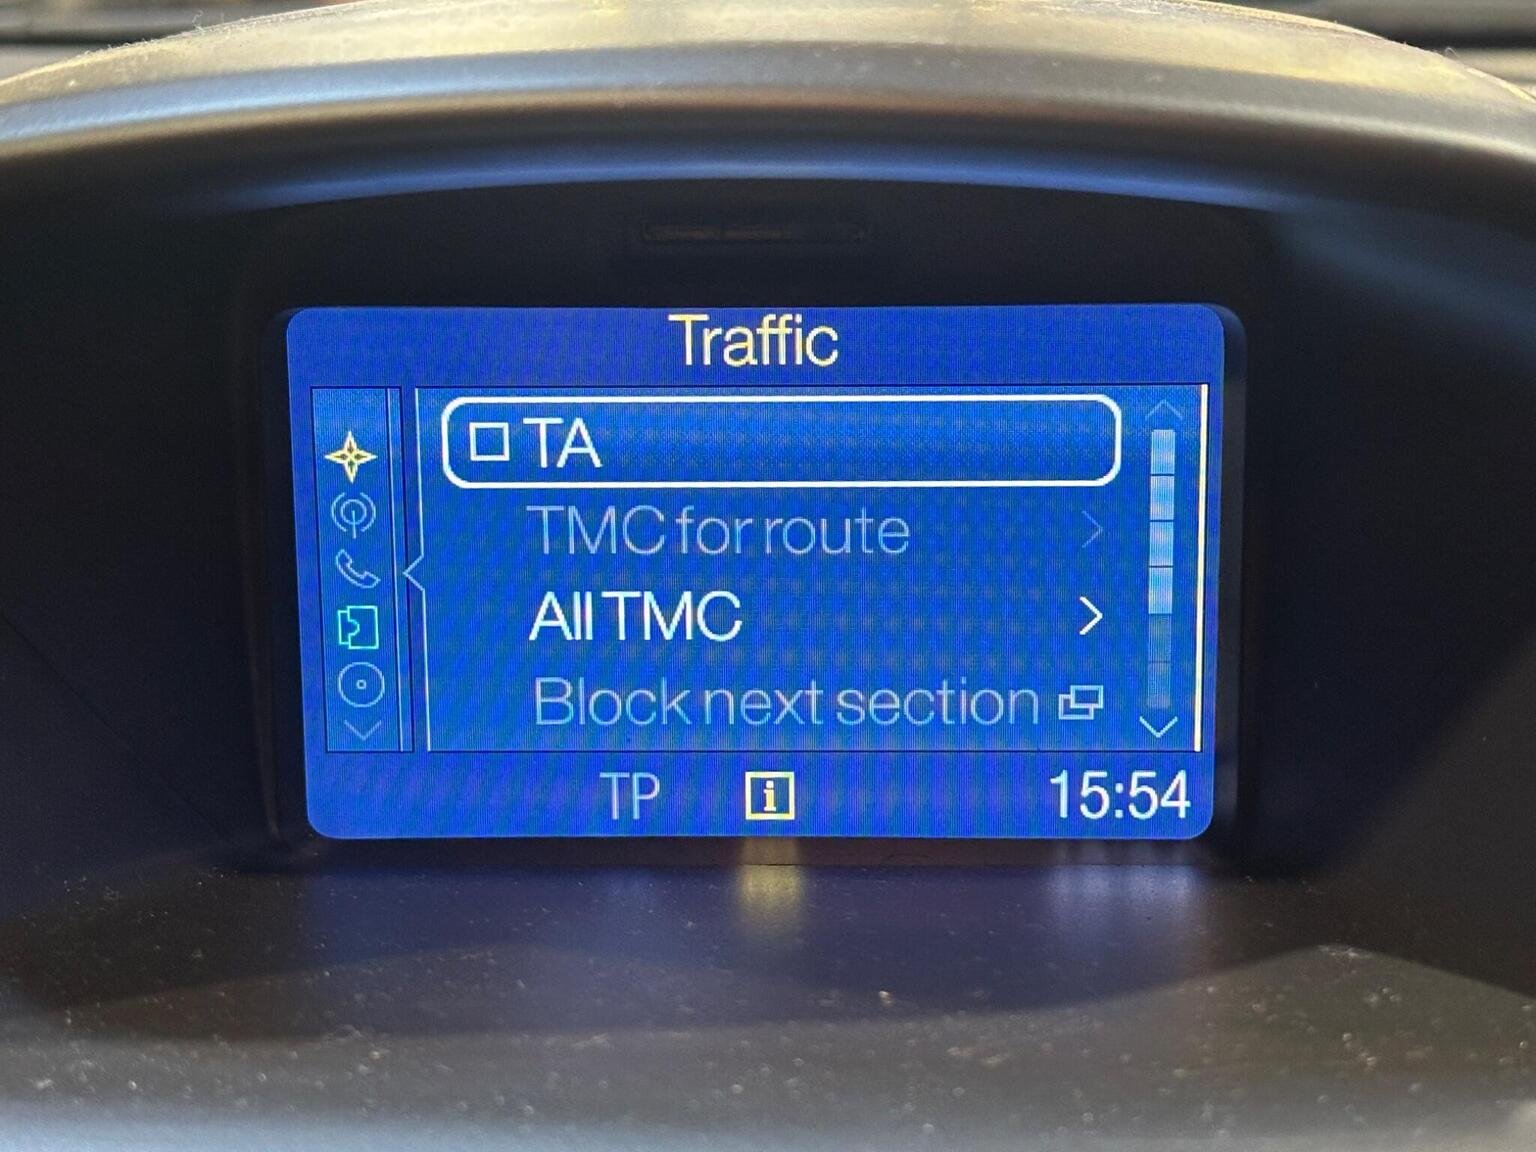 Traffic
TA
TMC for route
All TMC
Block next section
TP i 15:54